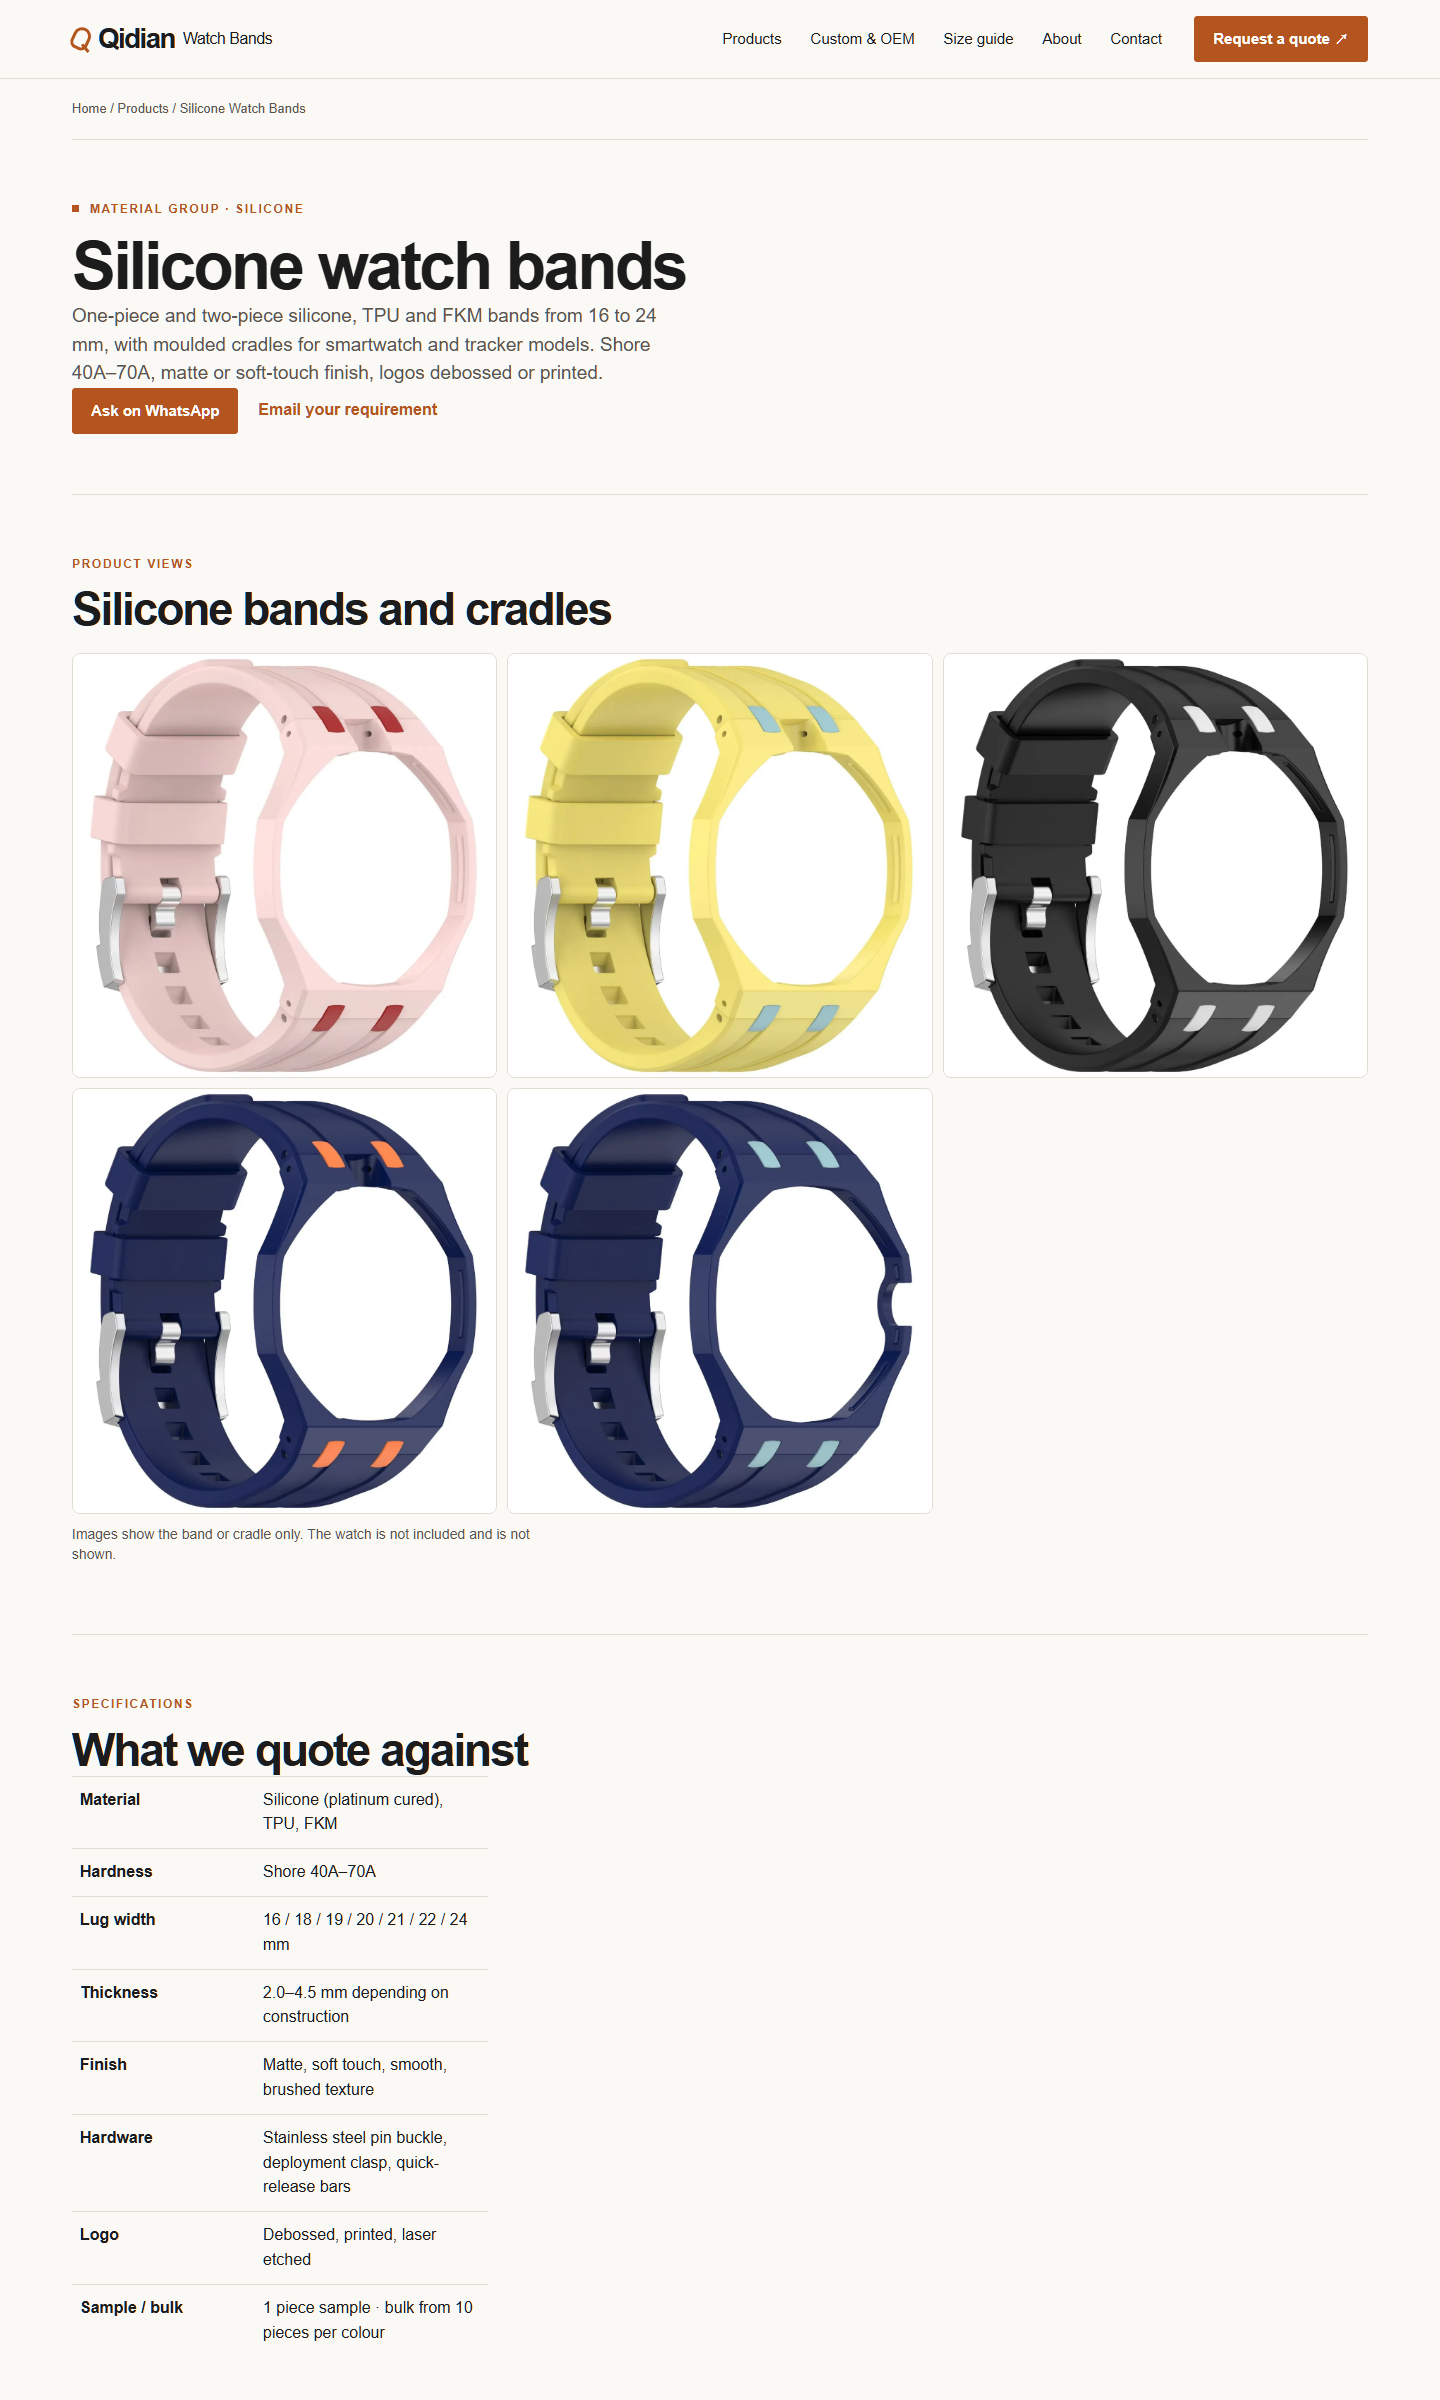 Qidian Watch Bands
Products Custom & OEM Size guide About Contact Request a quote ↗
Home / Products / Silicone Watch Bands
MATERIAL GROUP · SILICONE
Silicone watch bands
One-piece and two-piece silicone, TPU and FKM bands from 16 to 24
mm, with moulded cradles for smartwatch and tracker models. Shore
40A–70A, matte or soft-touch finish, logos debossed or printed.
Ask on WhatsApp Email your requirement
PRODUCT VIEWS
Silicone bands and cradles
Images show the band or cradle only. The watch is not included and is not
shown.
SPECIFICATIONS
What we quote against
Material Silicone (platinum cured),
TPU, FKM
Hardness Shore 40A–70A
Lug width 16 / 18 / 19 / 20 / 21 / 22 / 24
mm
Thickness 2.0–4.5 mm depending on
construction
Finish Matte, soft touch, smooth,
brushed texture
Hardware Stainless steel pin buckle,
deployment clasp, quick-
release bars
Logo Debossed, printed, laser
etched
Sample / bulk 1 piece sample · bulk from 10
pieces per colour